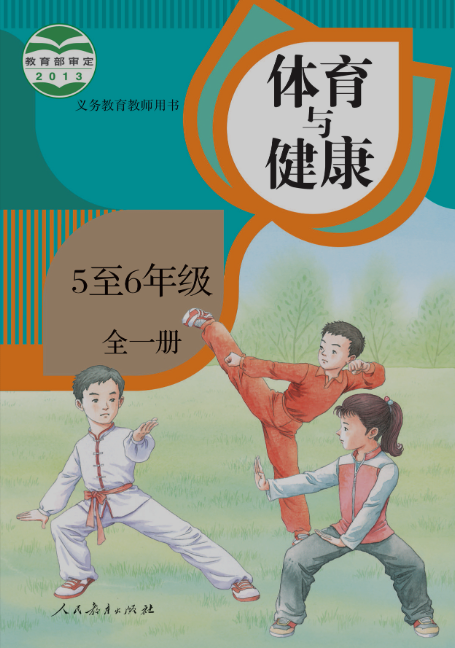 教育部审定
2013
义务教育教师用书
体育
与
健康
5至6年级
全一册
人民教育出版社